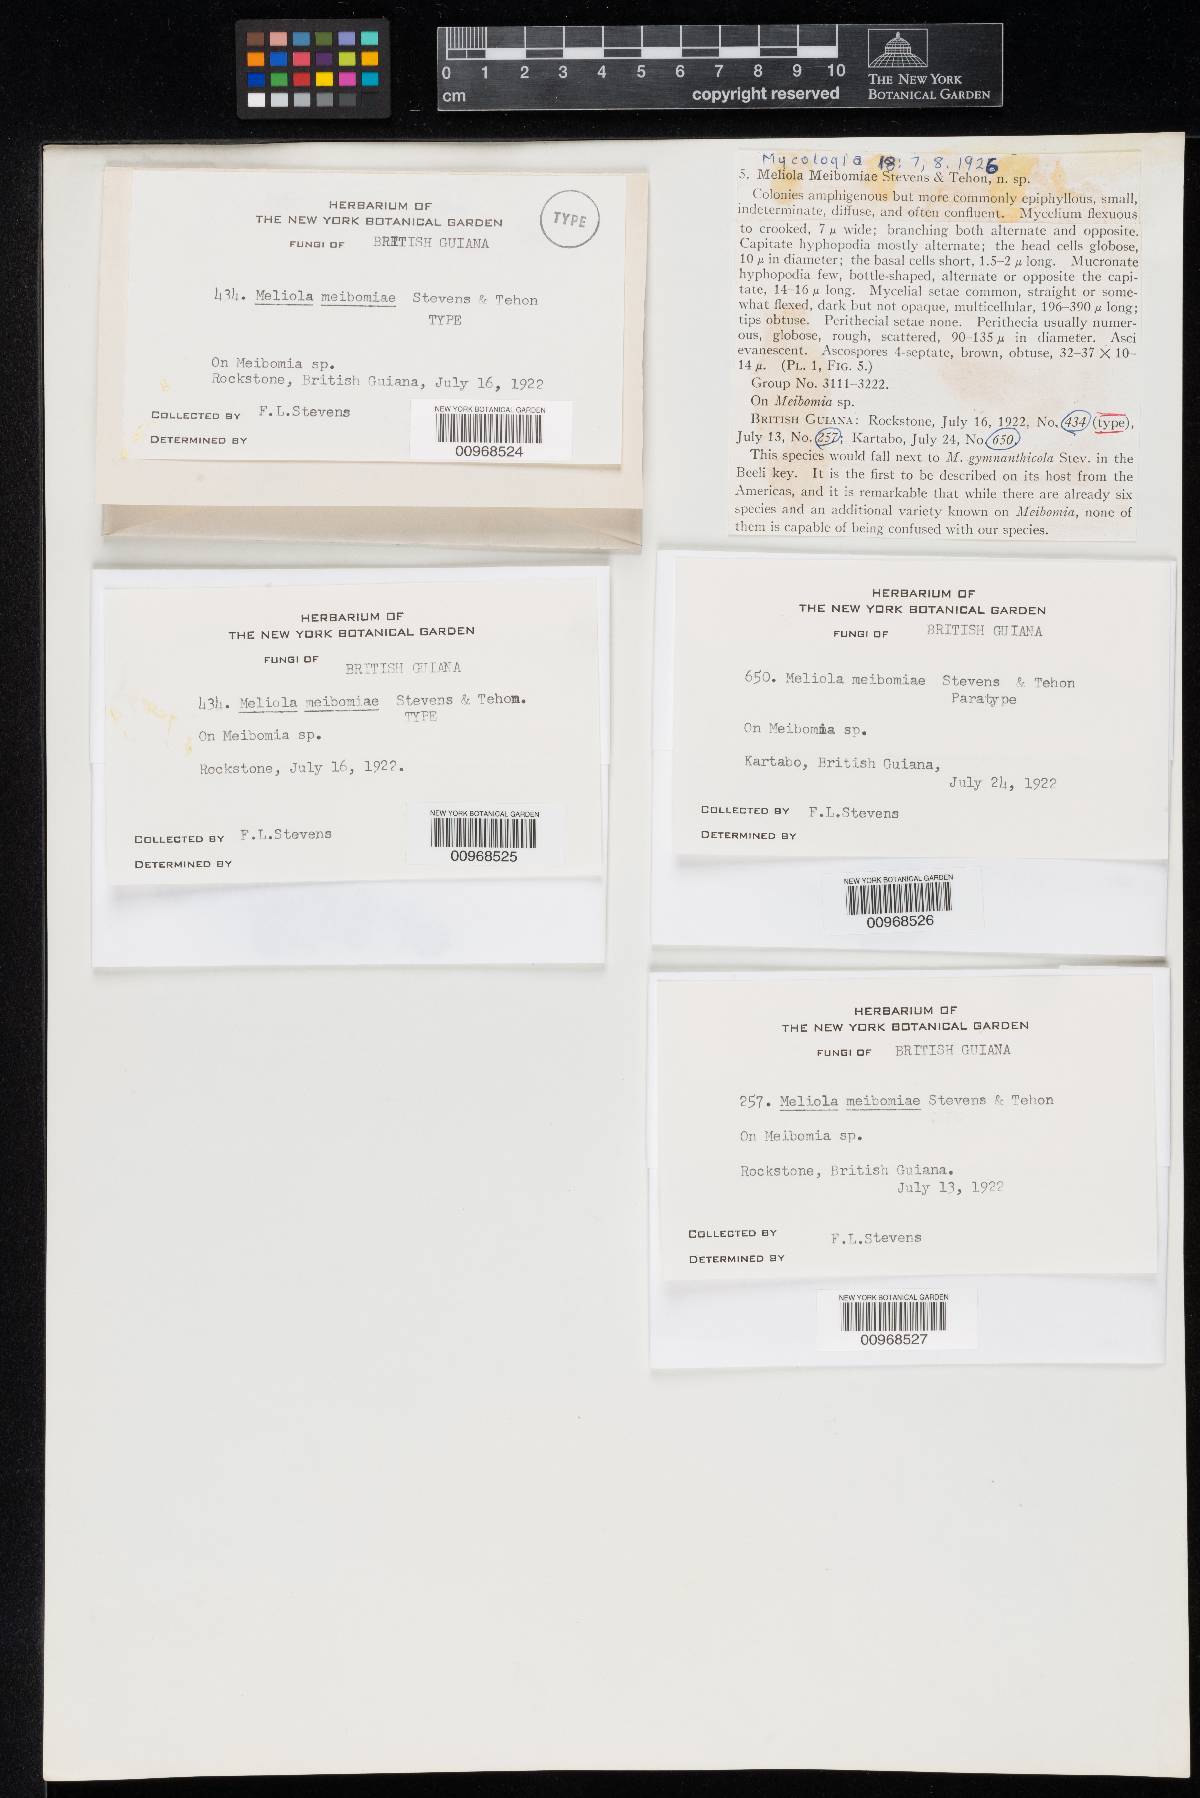 0 1 2 3 4 5 6 7 8 9 10
cm
copyright reserved
THE NEW YORK
BOTANICAL GARDEN
HERBARIUM OF
THE NEW YORK BOTANICAL GARDEN
FUNGI OF BRITISH GUIANA
TYPE
434. Meliola meibomiae Stevens & Tehon
TYPE
On Meibomia sp.
Rockstone, British Guiana, July 16, 1922
COLLECTED BY F.L.Stevens
DETERMINED BY
NEW YORK BOTANICAL GARDEN
00968524
Mycologia 18: 7, 8. 1926
5. Meliola Meibomiae Stevens & Tehon, n. sp.
Colonies amphigenous but more commonly epiphyllous, small,
indeterminate, diffuse, and often confluent. Mycelium flexuous
to crooked, 7 μ wide; branching both alternate and opposite.
Capitate hyphopodia mostly alternate; the head cells globose,
10 μ in diameter; the basal cells short, 1.5–2 μ long. Mucronate
hyphopodia few, bottle-shaped, alternate or opposite the capi-
tate, 14–16 μ long. Mycelial setae common, straight or some-
what flexed, dark but not opaque, multicellular, 196–390 μ long;
tips obtuse. Perithecial setae none. Perithecia usually numer-
ous, globose, rough, scattered, 90–135 μ in diameter. Asci
evanescent. Ascospores 4-septate, brown, obtuse, 32–37 × 10–
14 μ. (PL. 1, FIG. 5.)
Group No. 3111–3222.
On Meibomia sp.
BRITISH GUIANA: Rockstone, July 16, 1922, No. 434 (type),
July 13, No. 257; Kartabo, July 24, No. 650.
This species would fall next to M. gymnanthicola Stev. in the
Beeli key. It is the first to be described on its host from the
Americas, and it is remarkable that while there are already six
species and an additional variety known on Meibomia, none of
them is capable of being confused with our species.
HERBARIUM OF
THE NEW YORK BOTANICAL GARDEN
FUNGI OF BRITISH GUIANA
434. Meliola meibomiae Stevens & Tehon.
TYPE
On Meibomia sp.
Rockstone, July 16, 1922.
COLLECTED BY F.L.Stevens
DETERMINED BY
NEW YORK BOTANICAL GARDEN
00968525
HERBARIUM OF
THE NEW YORK BOTANICAL GARDEN
FUNGI OF BRITISH GUIANA
650. Meliola meibomiae Stevens & Tehon
Paratype
On Meibomia sp.
Kartabo, British Guiana,
July 24, 1922
COLLECTED BY F.L.Stevens
DETERMINED BY
NEW YORK BOTANICAL GARDEN
00968526
HERBARIUM OF
THE NEW YORK BOTANICAL GARDEN
FUNGI OF BRITISH GUIANA
257. Meliola meibomiae Stevens & Tehon
On Meibomia sp.
Rockstone, British Guiana.
July 13, 1922
COLLECTED BY F.L.Stevens
DETERMINED BY
NEW YORK BOTANICAL GARDEN
00968527